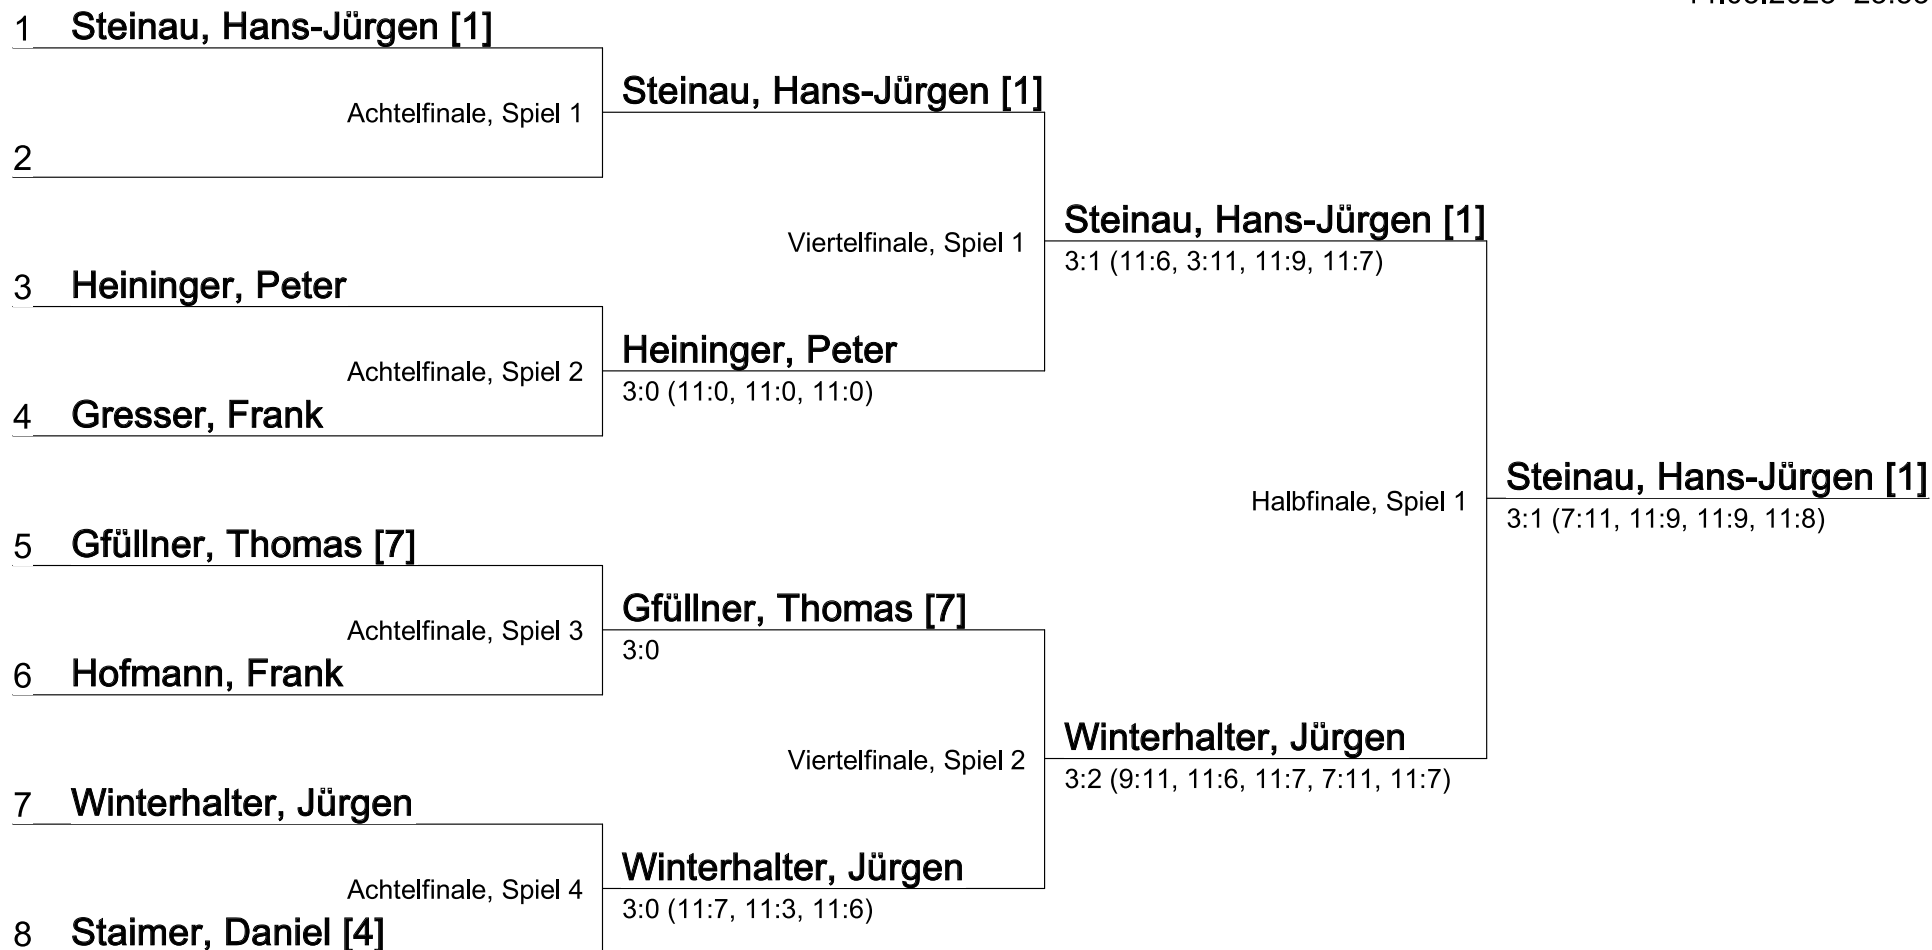 1 Steinau, Hans-Jürgen [1]
Steinau, Hans-Jürgen [1]
Achtelfinale, Spiel 1
2
Steinau, Hans-Jürgen [1]
Viertelfinale, Spiel 1
3:1 (11:6, 3:11, 11:9, 11:7)
3 Heininger, Peter
Heininger, Peter
Achtelfinale, Spiel 2
3:0 (11:0, 11:0, 11:0)
4 Gresser, Frank
Steinau, Hans-Jürgen [1]
Halbfinale, Spiel 1
3:1 (7:11, 11:9, 11:9, 11:8)
5 Gfüllner, Thomas [7]
Gfüllner, Thomas [7]
Achtelfinale, Spiel 3
3:0
6 Hofmann, Frank
Winterhalter, Jürgen
Viertelfinale, Spiel 2
3:2 (9:11, 11:6, 11:7, 7:11, 11:7)
7 Winterhalter, Jürgen
Winterhalter, Jürgen
Achtelfinale, Spiel 4
3:0 (11:7, 11:3, 11:6)
8 Staimer, Daniel [4]